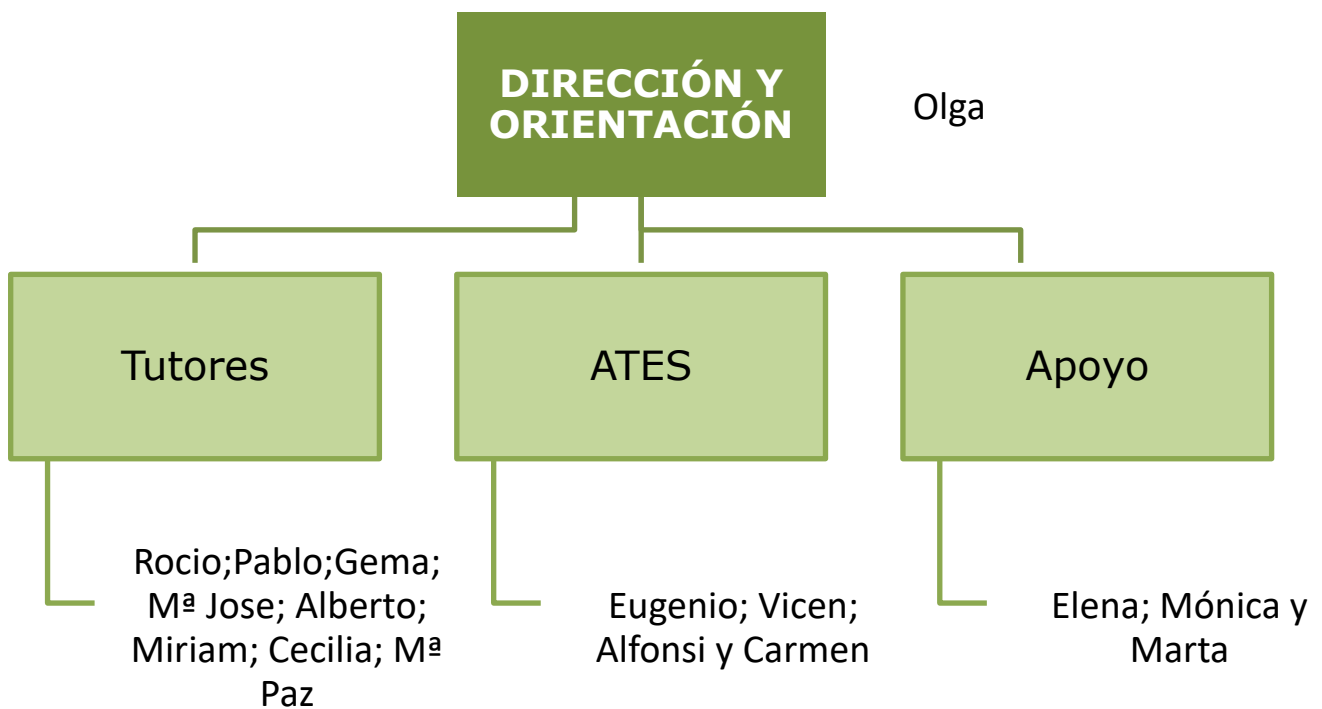 DIRECCIÓN Y
ORIENTACIÓN
Olga
Tutores
ATES
Apoyo
Rocio;Pablo;Gema;
Mª Jose; Alberto;
Miriam; Cecilia; Mª
Paz
Eugenio; Vicen;
Alfonsi y Carmen
Elena; Mónica y
Marta